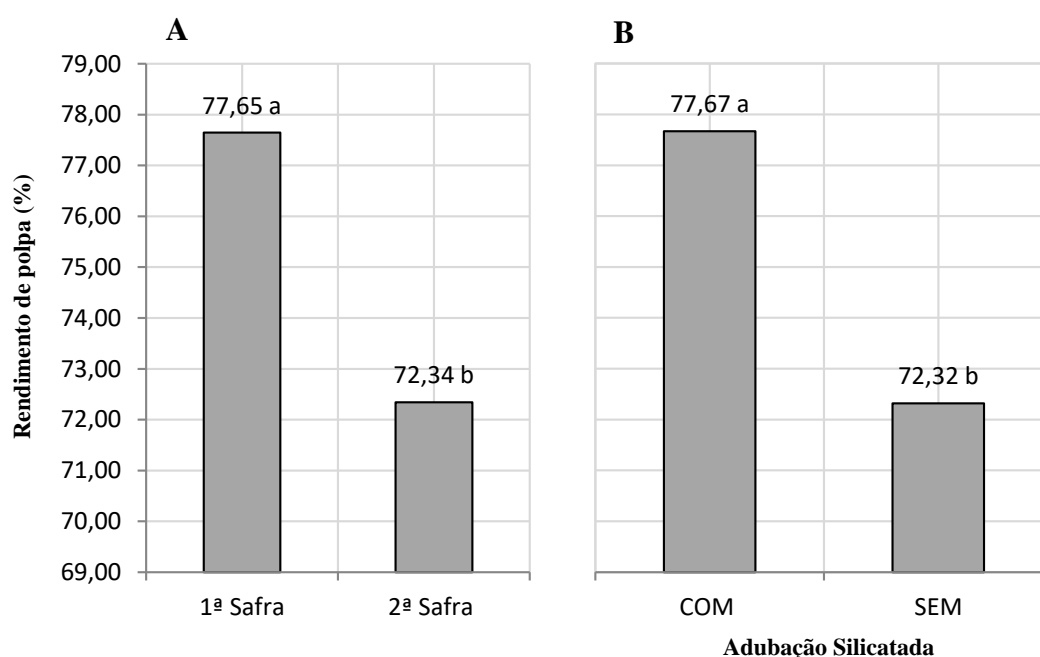 A
B
Rendimento de polpa (%)
79,00
78,00
77,00
76,00
75,00
74,00
73,00
72,00
71,00
70,00
69,00
77,65 a
72,34 b
1ª Safra
2ª Safra
77,67 a
72,32 b
COM
SEM
Adubação Silicatada